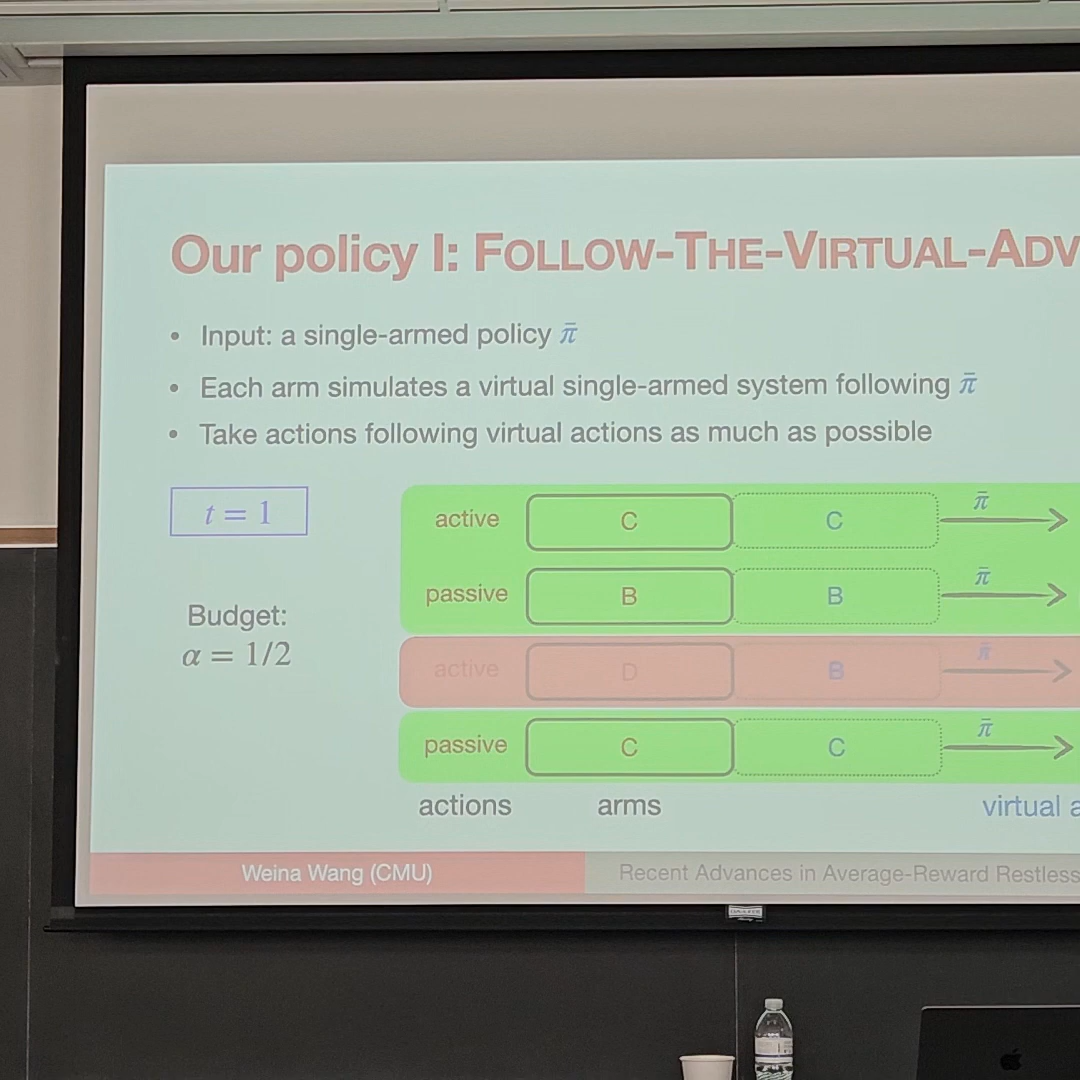 Our policy I: FOLLOW-THE-VIRTUAL-ADV
• Input: a single-armed policy π̄
• Each arm simulates a virtual single-armed system following π̄
• Take actions following virtual actions as much as possible
t = 1
Budget:
α = 1/2
active C C π̄
passive B B π̄
active D B π̄
passive C C π̄
actions arms virtual a
Weina Wang (CMU) Recent Advances in Average-Reward Restless